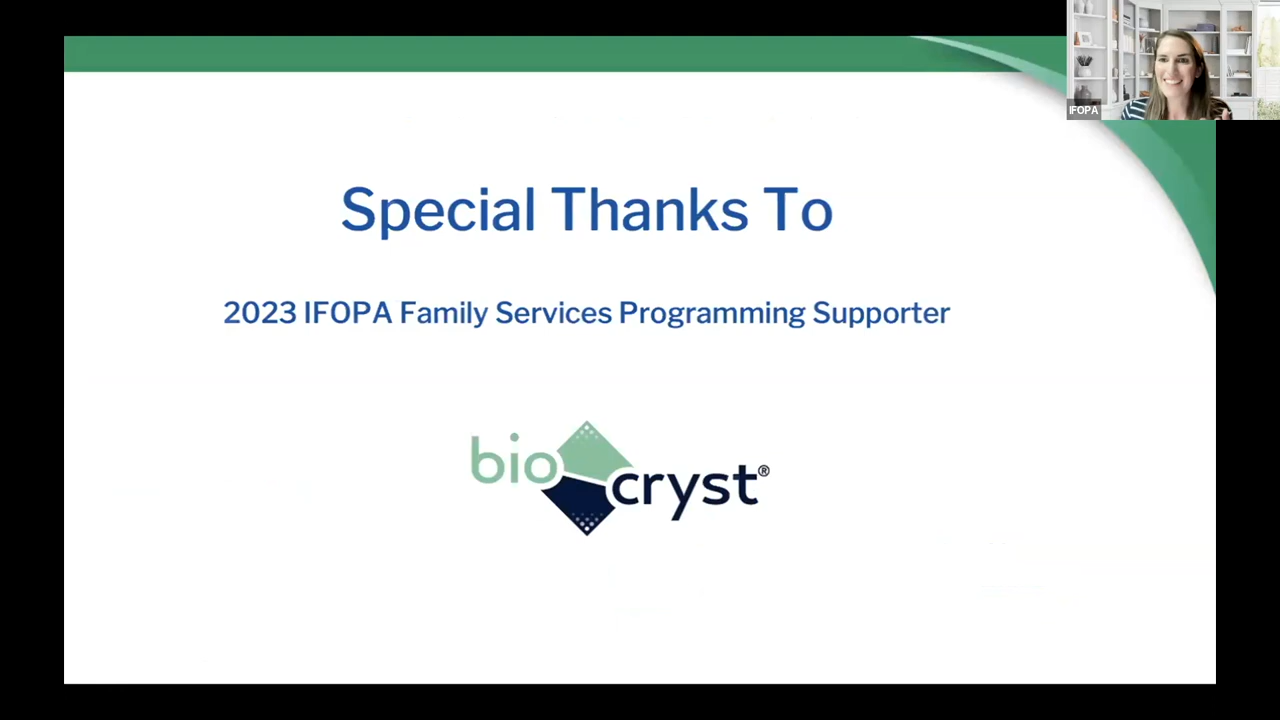 IFOPA
Special Thanks To
2023 IFOPA Family Services Programming Supporter
bio cryst®